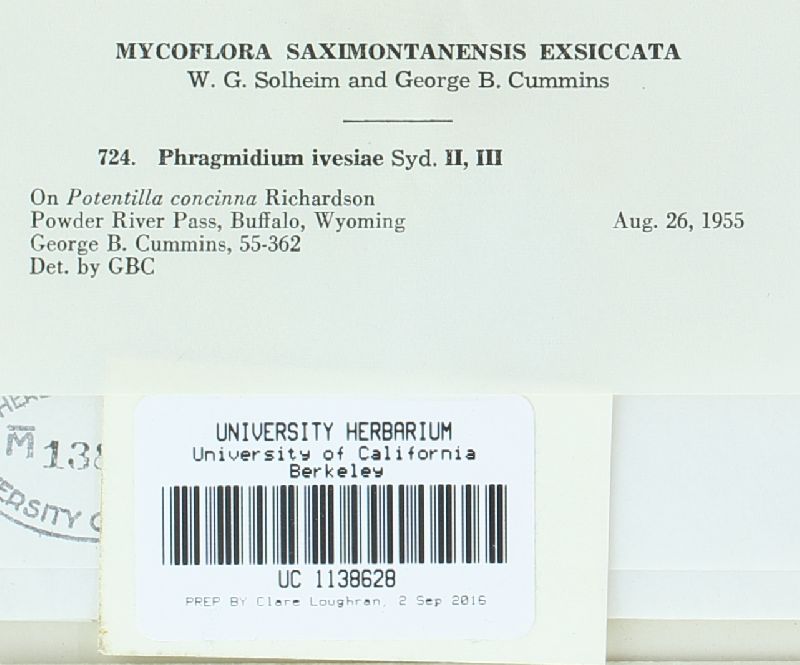 MYCOFLORA SAXIMONTANENSIS EXSICCATA
W. G. Solheim and George B. Cummins
724. Phragmidium ivesiae Syd. II, III
On Potentilla concinna Richardson
Powder River Pass, Buffalo, Wyoming Aug. 26, 1955
George B. Cummins, 55-362
Det. by GBC
M 138
UNIVERSITY HERBARIUM
University of California
Berkeley
UC 1138628
PREP BY Clare Loughran, 2 Sep 2016